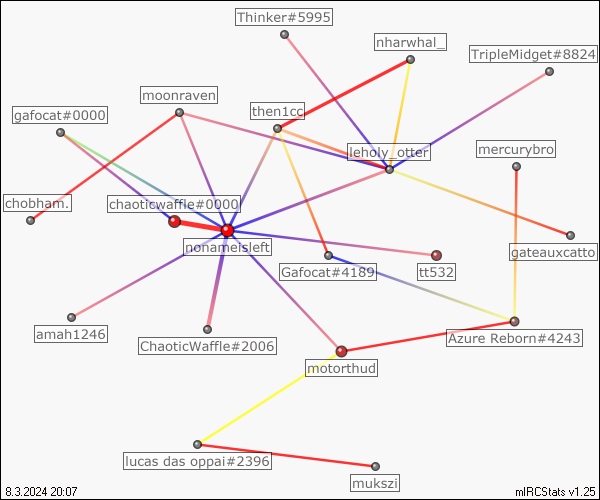 Thinker#5995
nharwhal_
TripleMidget#8824
moonraven
gafocat#0000
then1cc
leholy_otter
mercurybro
chobham.
chaoticwaffle#0000
nonameisleft
gateauxcatto
Gafocat#4189
tt532
amah1246
ChaoticWaffle#2006
Azure Reborn#4243
motorthud
lucas das oppai#2396
mukszi
8.3.2024 20:07
mIRCStats v1.25